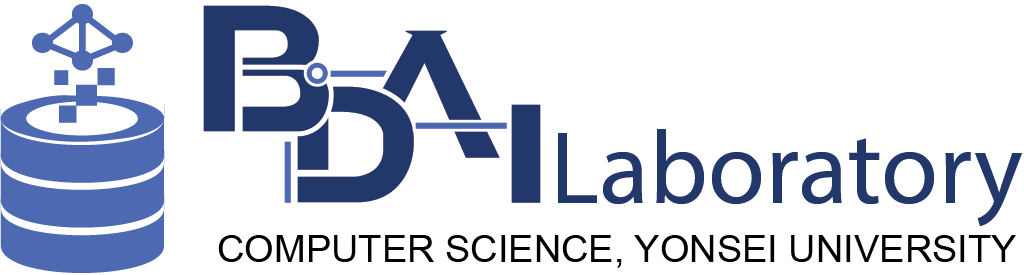 BDAI Laboratory
COMPUTER SCIENCE, YONSEI UNIVERSITY